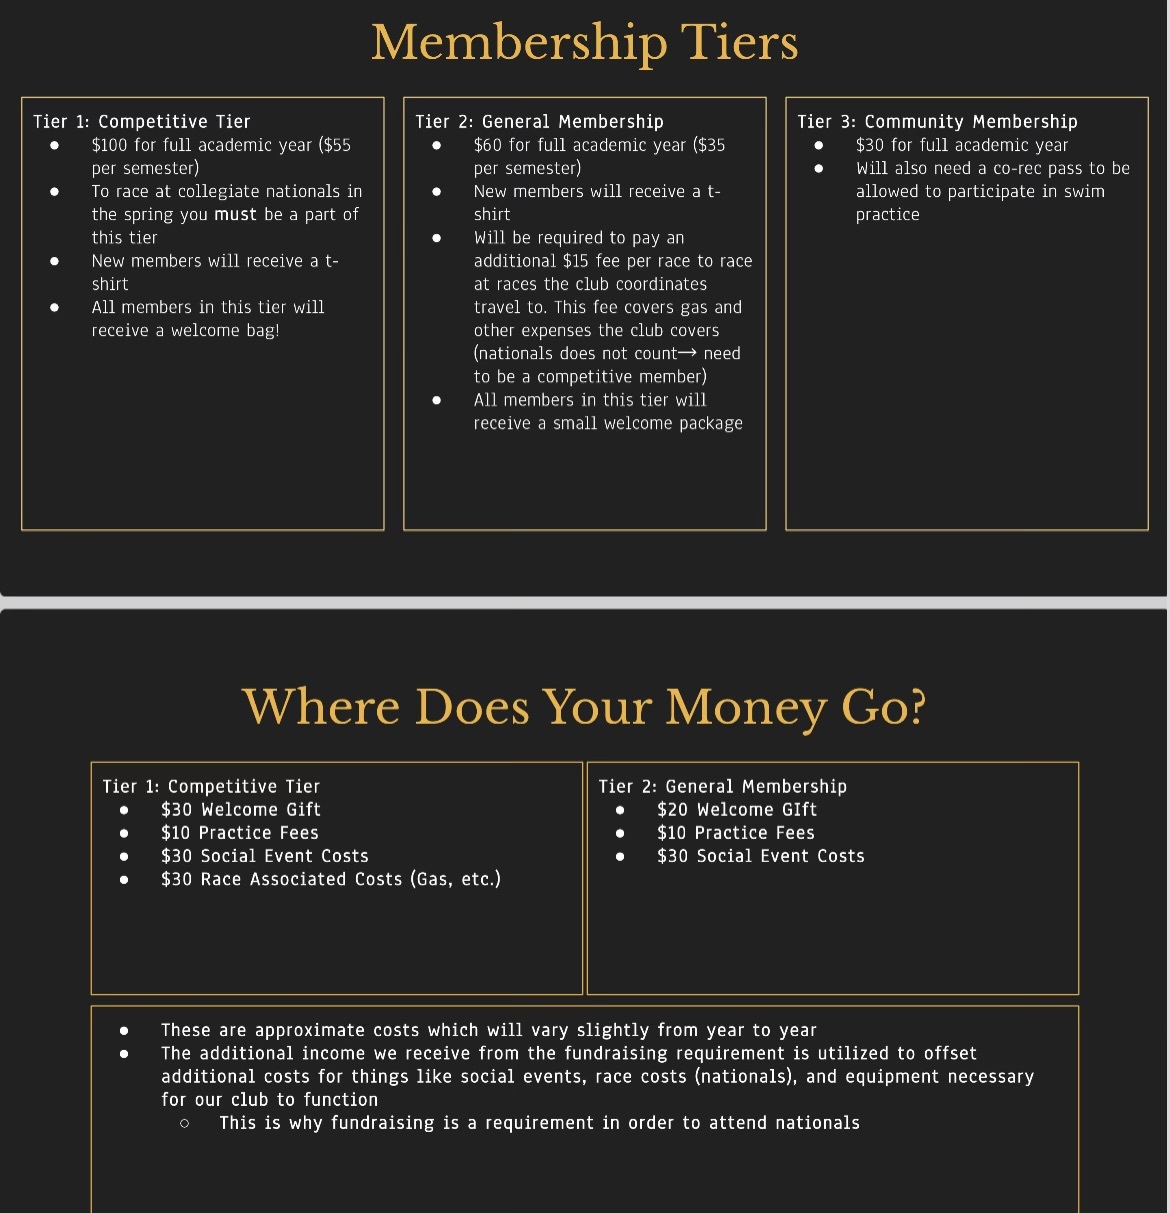 Membership Tiers
Tier 1: Competitive Tier
● $100 for full academic year ($55
per semester)
● To race at collegiate nationals in
the spring you must be a part of
this tier
● New members will receive a t-
shirt
● All members in this tier will
receive a welcome bag!
Tier 2: General Membership
● $60 for full academic year ($35
per semester)
● New members will receive a t-
shirt
● Will be required to pay an
additional $15 fee per race to race
at races the club coordinates
travel to. This fee covers gas and
other expenses the club covers
(nationals does not count→ need
to be a competitive member)
● All members in this tier will
receive a small welcome package
Tier 3: Community Membership
● $30 for full academic year
● Will also need a co-rec pass to be
allowed to participate in swim
practice
Where Does Your Money Go?
Tier 1: Competitive Tier
● $30 Welcome Gift
● $10 Practice Fees
● $30 Social Event Costs
● $30 Race Associated Costs (Gas, etc.)
Tier 2: General Membership
● $20 Welcome GIft
● $10 Practice Fees
● $30 Social Event Costs
● These are approximate costs which will vary slightly from year to year
● The additional income we receive from the fundraising requirement is utilized to offset
additional costs for things like social events, race costs (nationals), and equipment necessary
for our club to function
○ This is why fundraising is a requirement in order to attend nationals